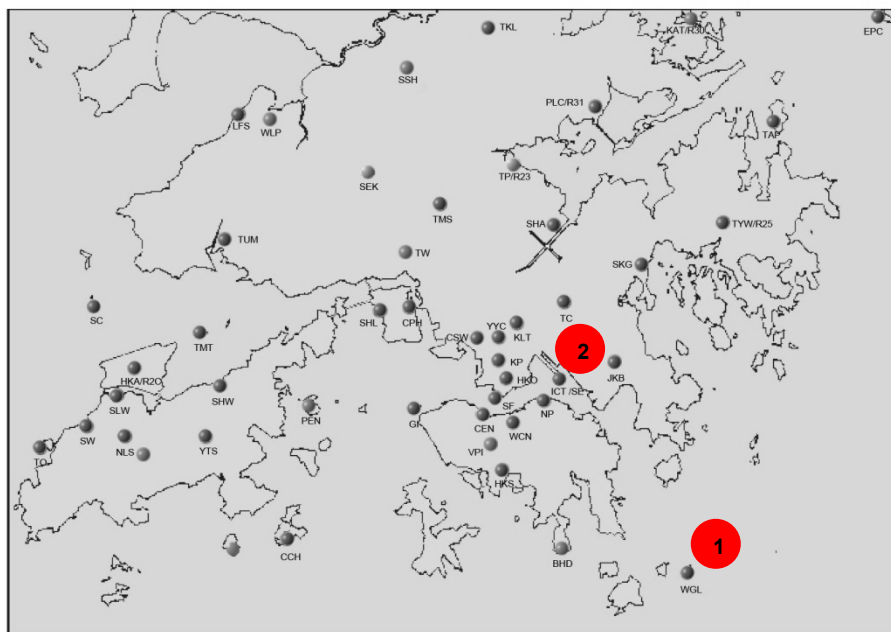 TKL
KAT/R30
EPC
SSH
PLC/R31
LFS
WLP
TAP
TP/R23
SEK
TMS
SHA
TYW/R25
TUM
TW
SKG
SC
TC
SHL
CPH
TMT
YYC
KLT
CSW
2
KP
JKB
HKA/R2C
HKO
ICT /SE
SHW
SLW
PEN
SF
NP
GI
CEN
WCN
SW
NLS
YTS
TO
VPI
HKS
1
CCH
BHD
WGL